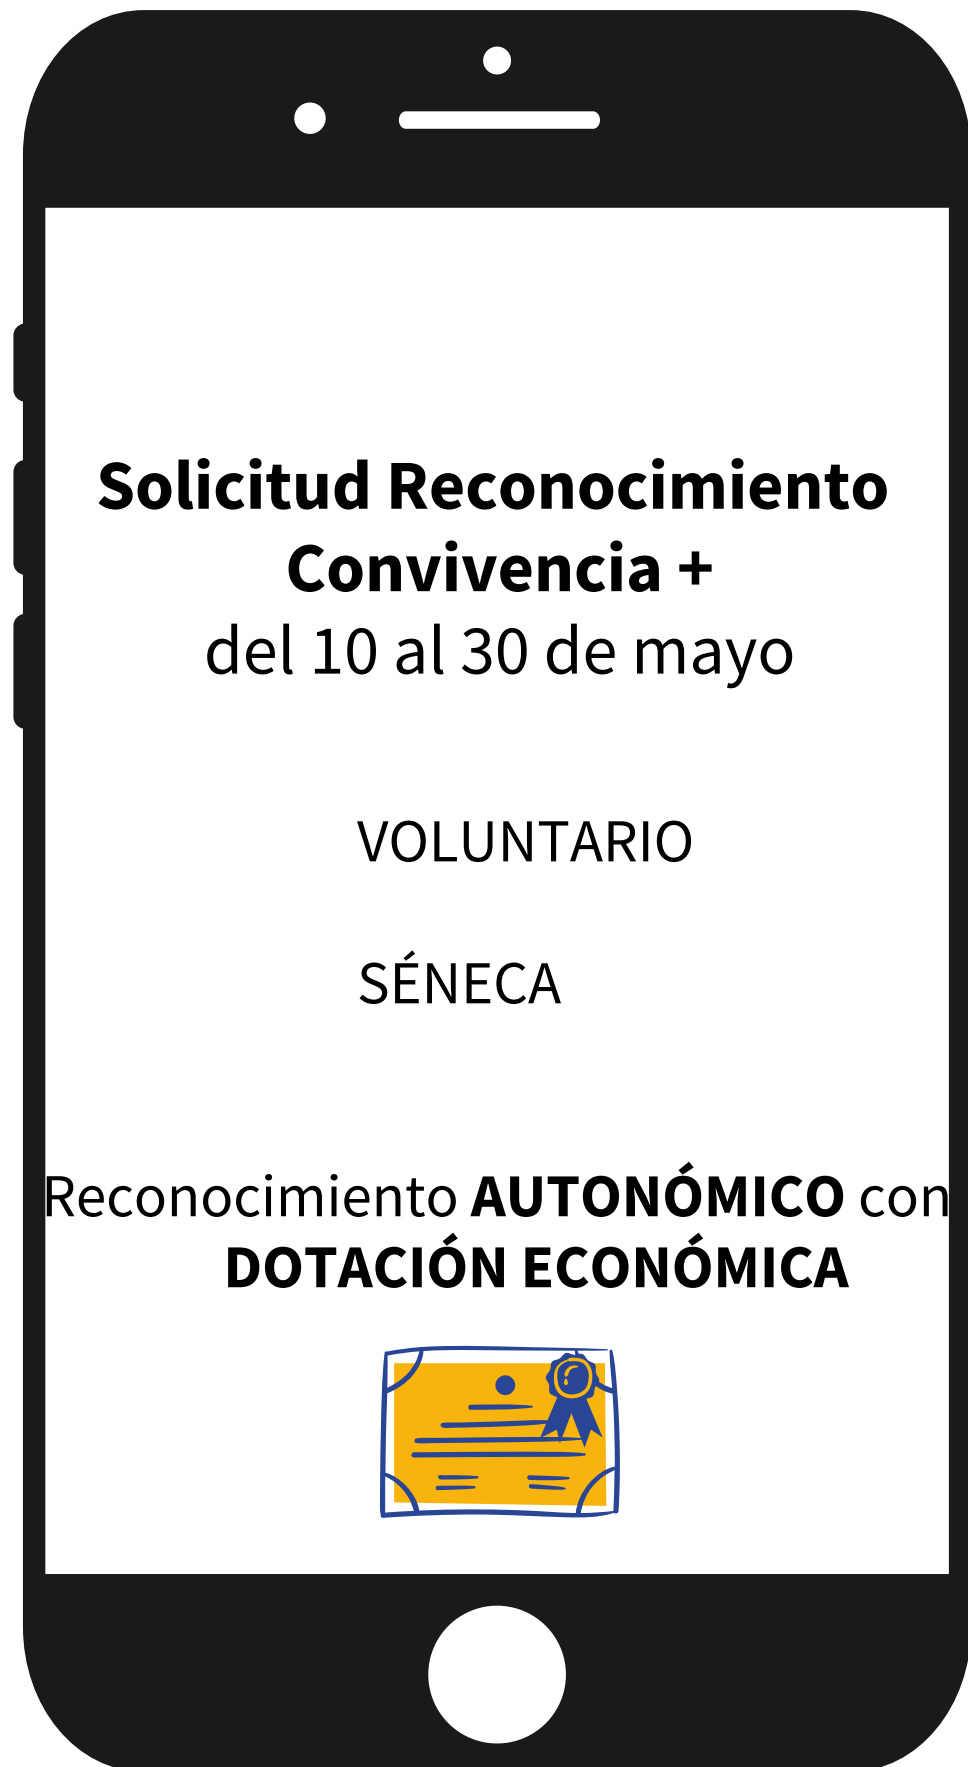 Solicitud Reconocimiento
Convivencia +
del 10 al 30 de mayo
VOLUNTARIO
SÉNECA
Reconocimiento AUTONÓMICO con
DOTACIÓN ECONÓMICA